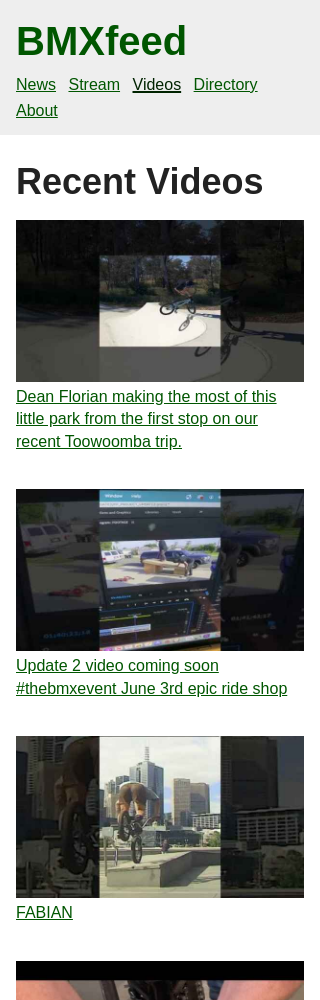 BMXfeed
News Stream Videos Directory
About
Recent Videos
Dean Florian making the most of this
little park from the first stop on our
recent Toowoomba trip.
Window Help
Update 2 video coming soon
#thebmxevent June 3rd epic ride shop
FABIAN